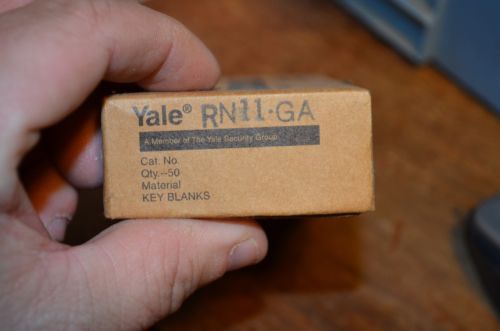 Yale® RN11·GA
A Member of The Yale Security Group
Cat. No.
Qty.--50
Material
KEY BLANKS